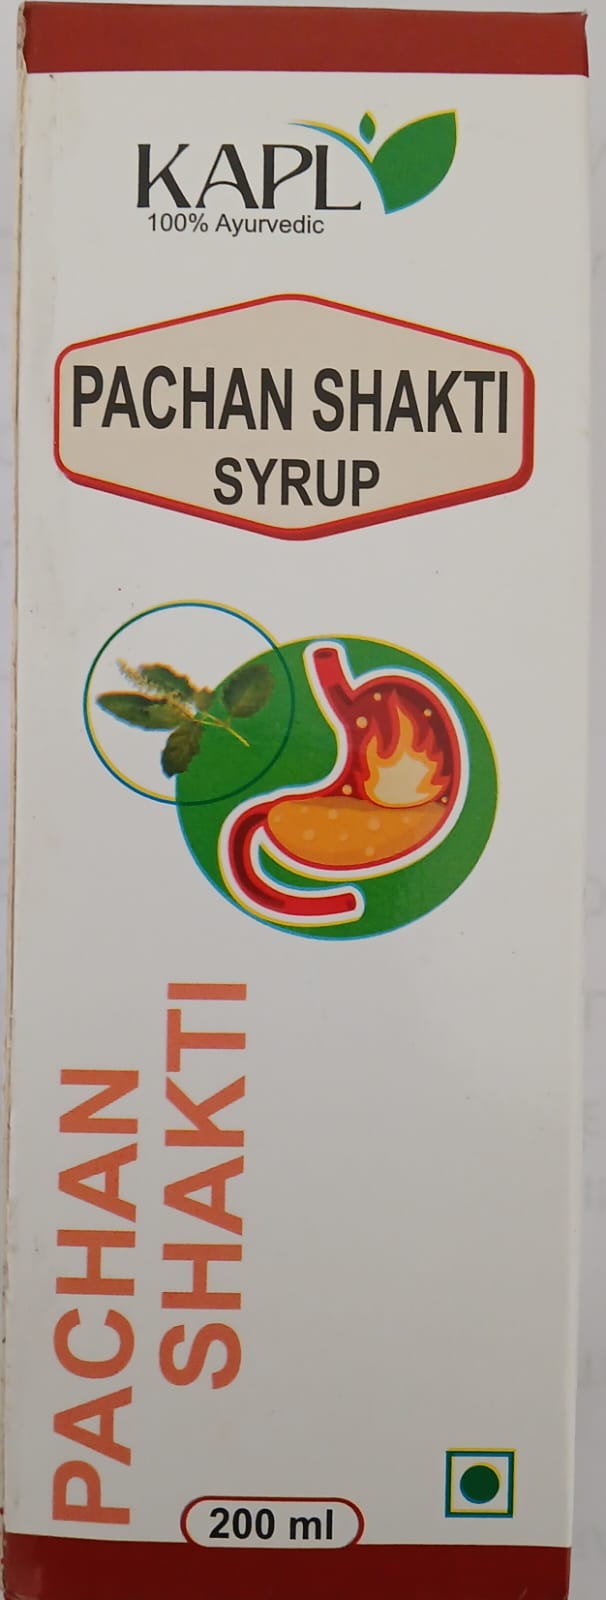 KAPL
100% Ayurvedic
PACHAN SHAKTI
SYRUP
PACHAN
SHAKTI
200 ml